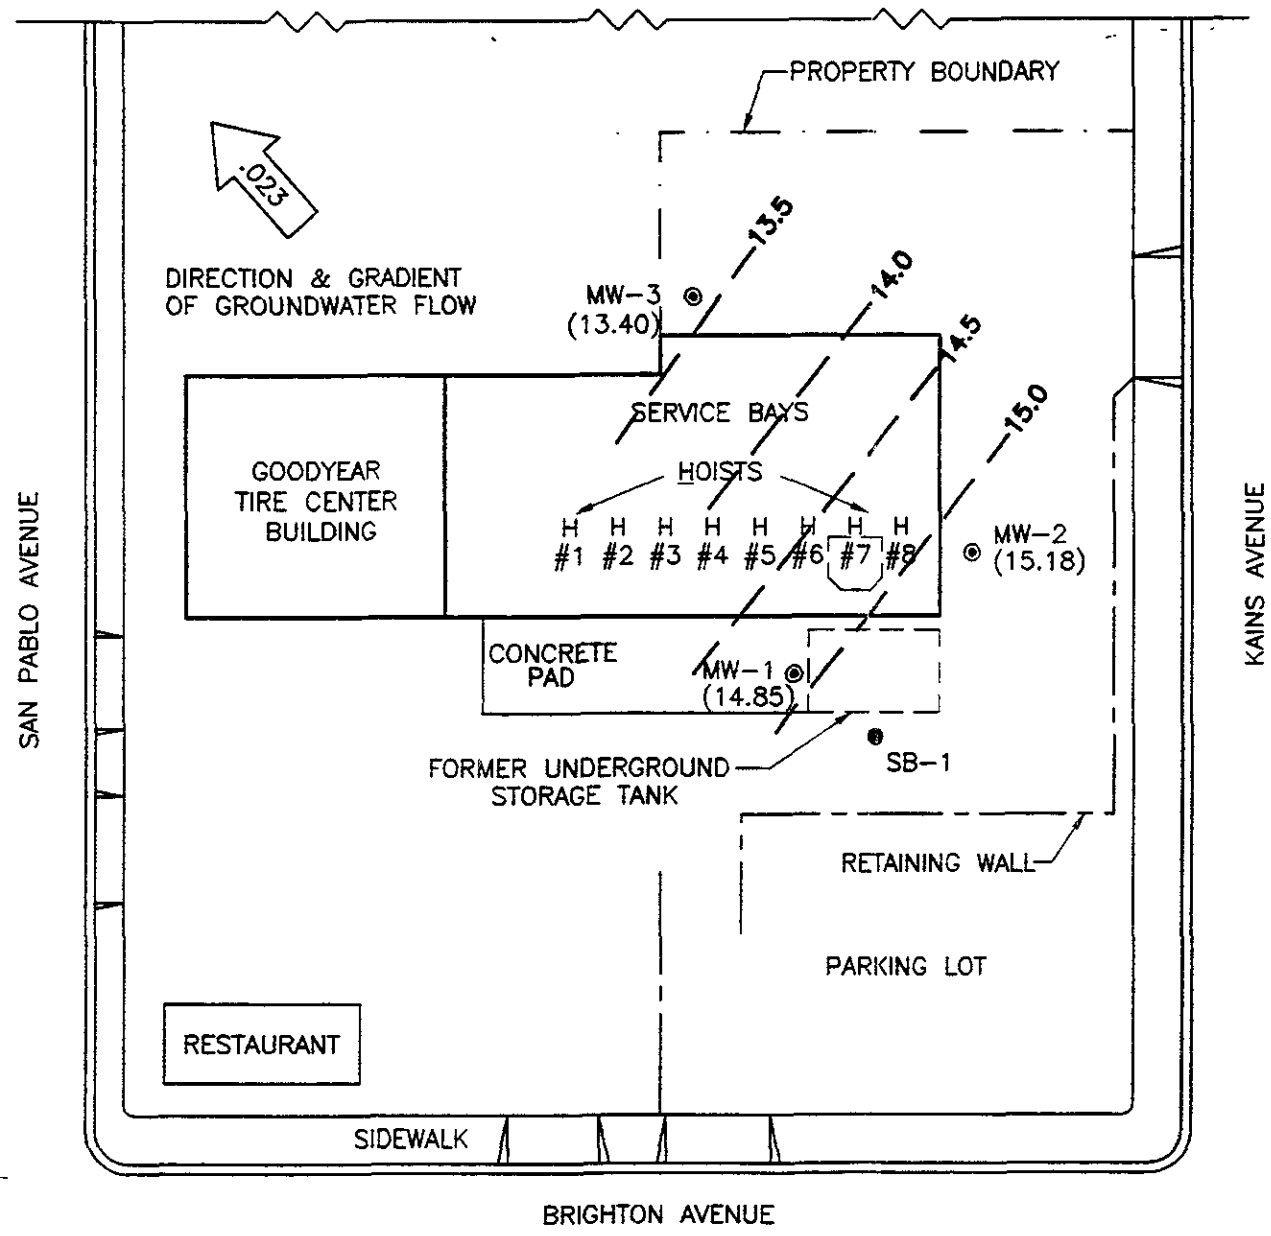 PROPERTY BOUNDARY
.023
13.5
DIRECTION & GRADIENT
OF GROUNDWATER FLOW
14.0
MW-3
(13.40)
14.5
15.0
SERVICE BAYS
GOODYEAR
TIRE CENTER
BUILDING
HOISTS
H H H H H H H H
#1 #2 #3 #4 #5 #6 #7 #8
MW-2
(15.18)
SAN PABLO AVENUE
KAINS AVENUE
CONCRETE
PAD
MW-1
(14.85)
FORMER UNDERGROUND
STORAGE TANK
SB-1
RETAINING WALL
PARKING LOT
RESTAURANT
SIDEWALK
BRIGHTON AVENUE